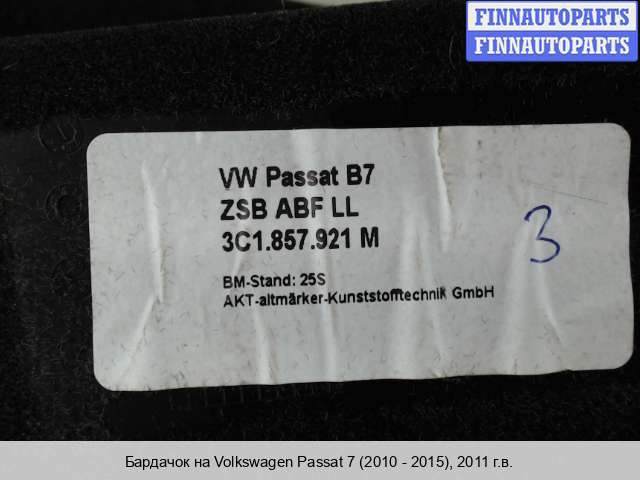 FINNAUTOPARTS
FINNAUTOPARTS
VW Passat B7
ZSB ABF LL
3C1.857.921 M
3
BM-Stand: 25S
AKT-altmärker-Kunststofftechnik GmbH
Бардачок на Volkswagen Passat 7 (2010 - 2015), 2011 г.в.